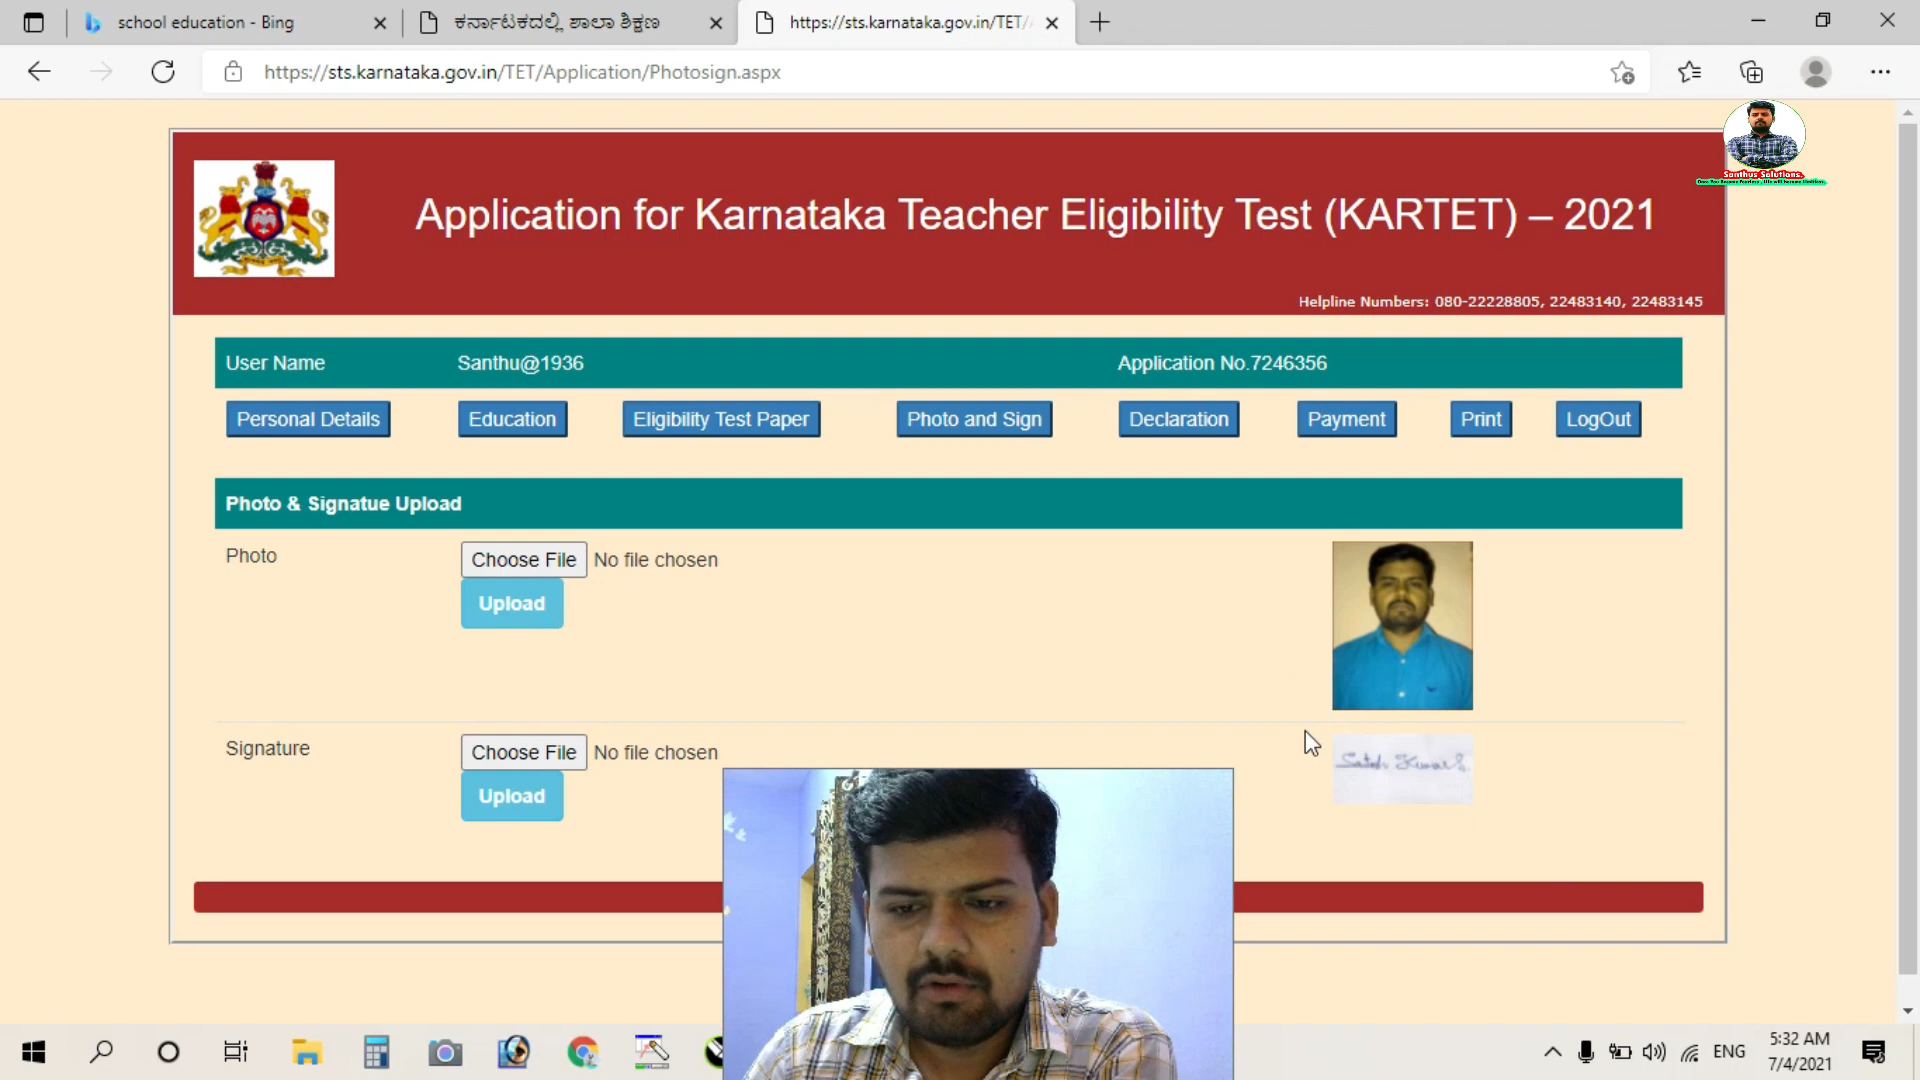 school education - Bing
ಕರ್ನಾಟಕದಲ್ಲಿ ಶಾಲಾ ಶಿಕ್ಷಣ
https://sts.karnataka.gov.in/TET/
https://sts.karnataka.gov.in/TET/Application/Photosign.aspx
Santhus Solutions.
Application for Karnataka Teacher Eligibility Test (KARTET) – 2021
Helpline Numbers: 080-22228805, 22483140, 22483145
User Name Santhu@1936 Application No.7246356
Personal Details Education Eligibility Test Paper Photo and Sign Declaration Payment Print LogOut
Photo & Signatue Upload
Photo Choose File No file chosen
Upload
Signature Choose File No file chosen
Upload
ENG
5:32 AM
7/4/2021